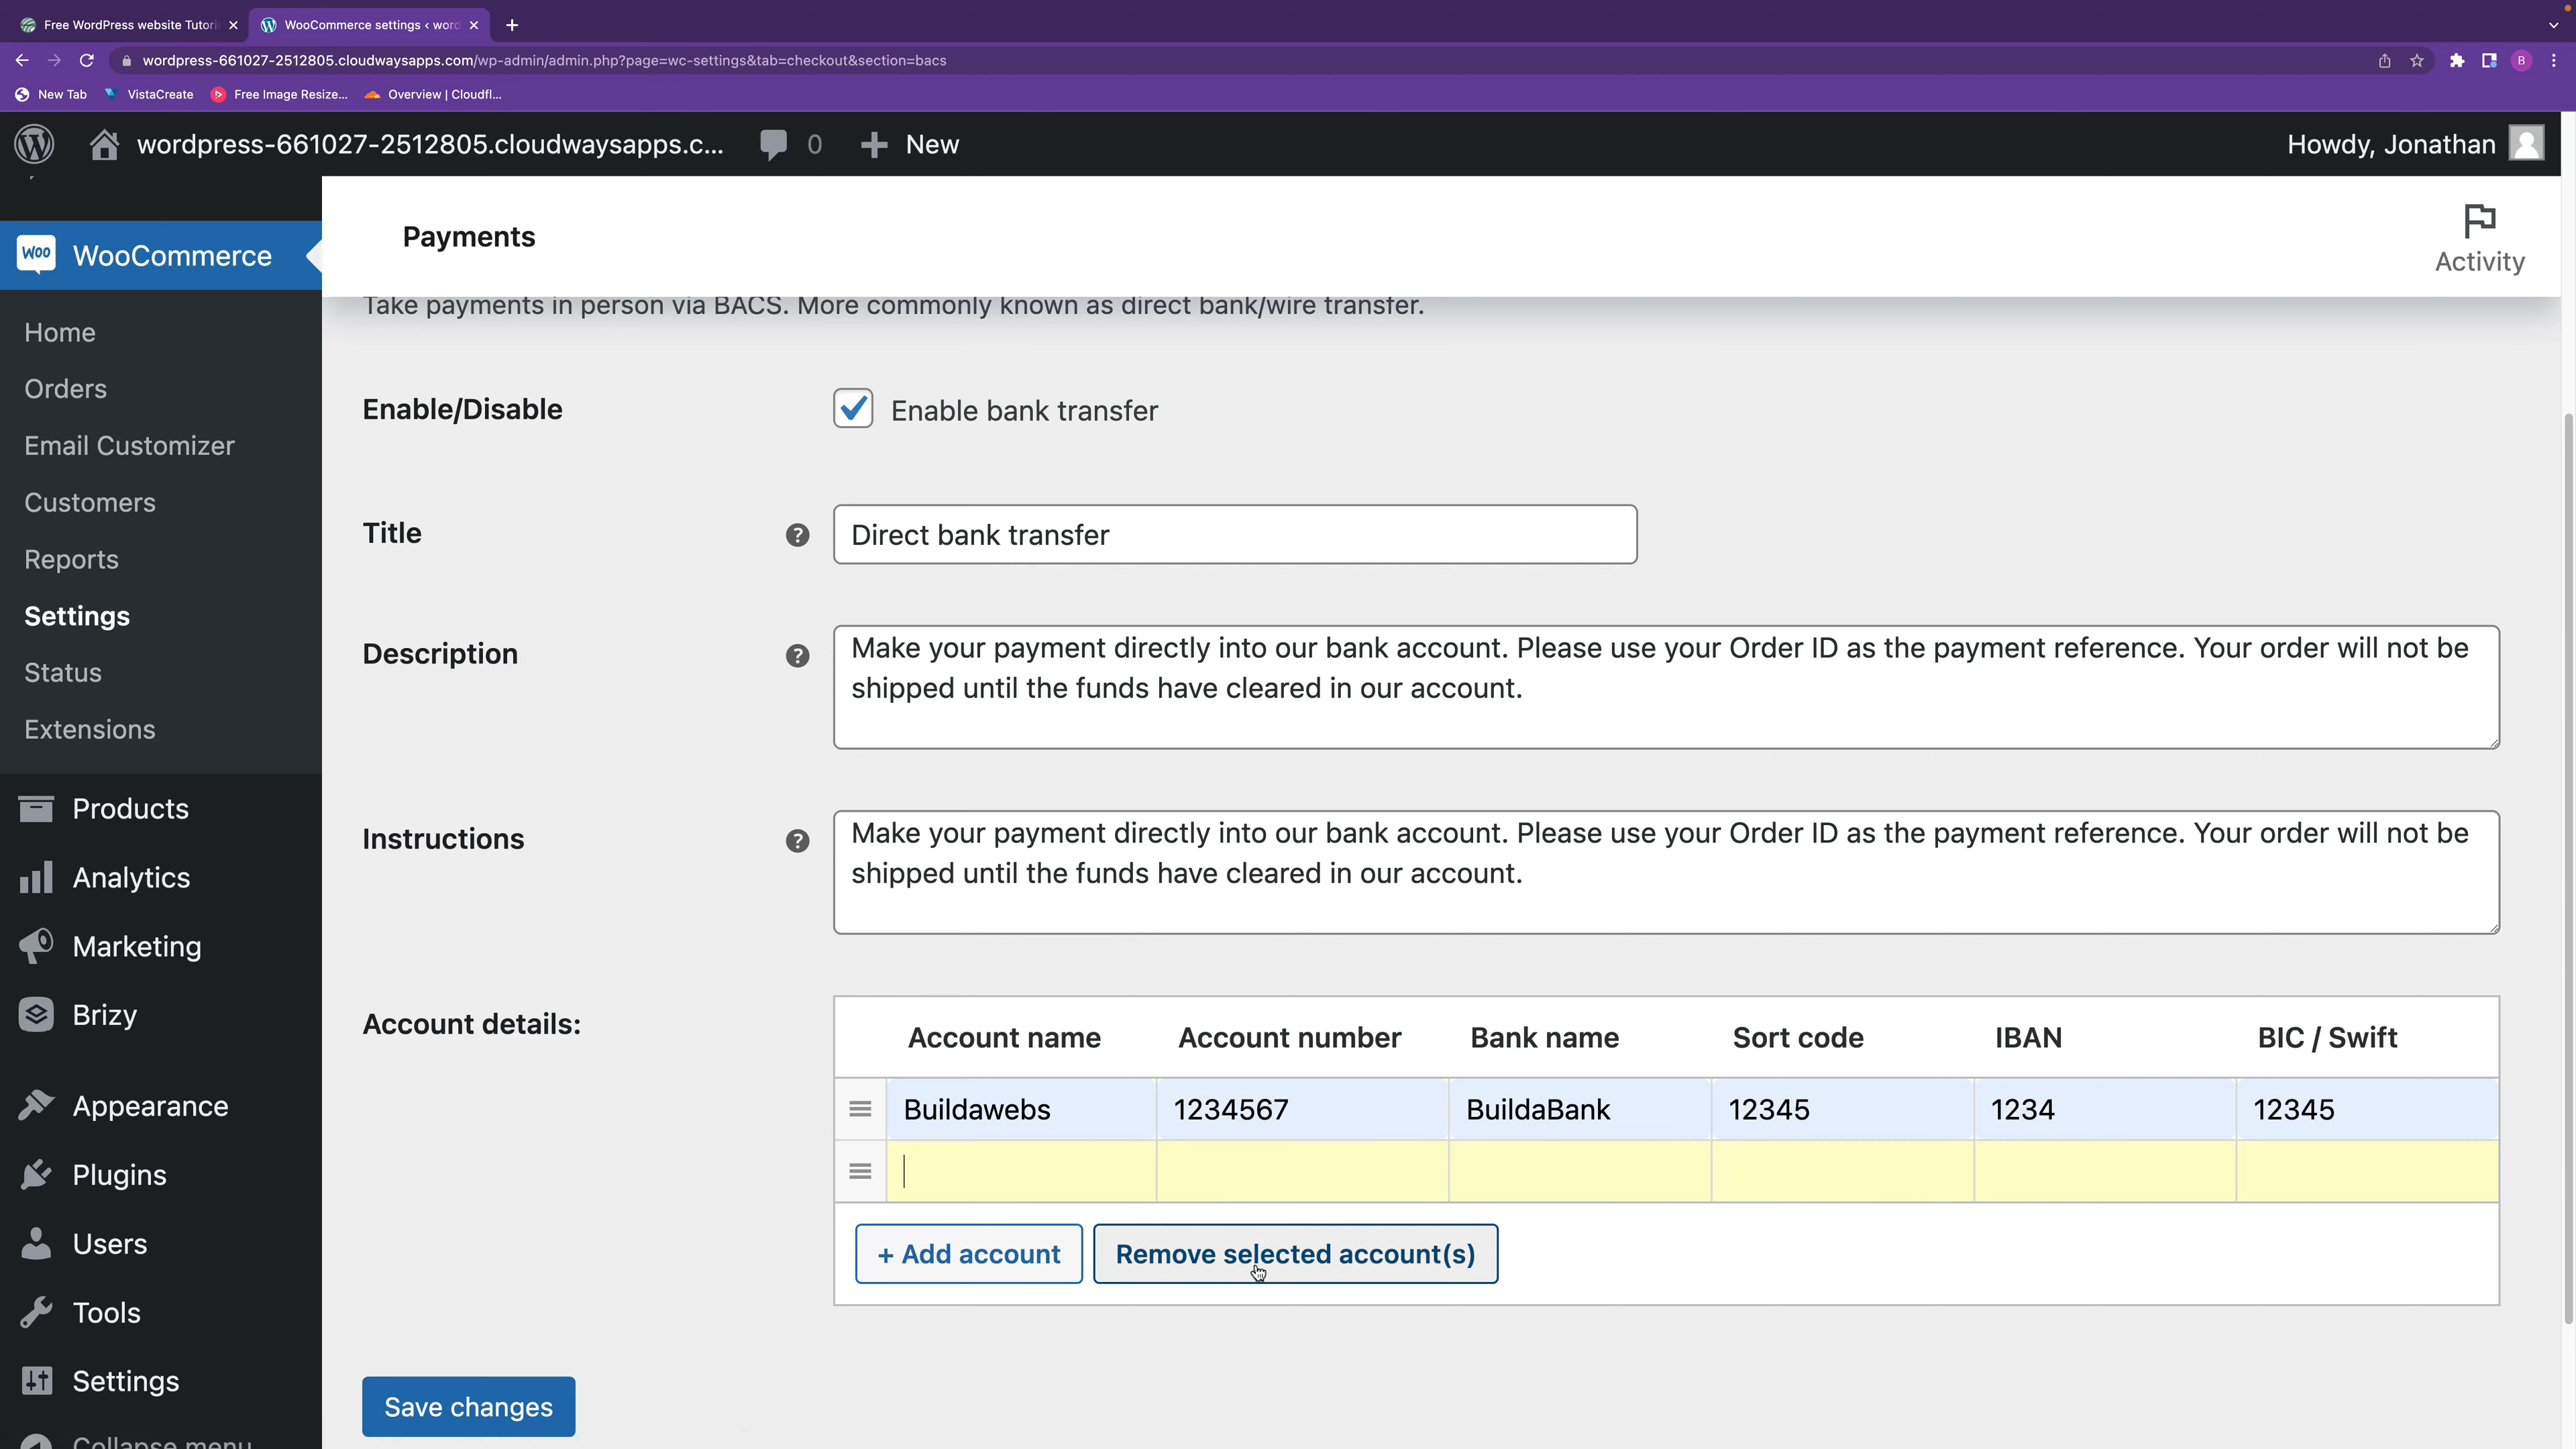 Free WordPress website Tutori
WooCommerce settings ‹ word
wordpress-661027-2512805.cloudwaysapps.com/wp-admin/admin.php?page=wc-settings&tab=checkout&section=bacs
B
New Tab
VistaCreate
Free Image Resize...
Overview | Cloudfl...
wordpress-661027-2512805.cloudwaysapps.c...
0
New
Howdy, Jonathan
Woo WooCommerce
Home
Orders
Email Customizer
Customers
Reports
Settings
Status
Extensions
Products
Analytics
Marketing
Brizy
Appearance
Plugins
Users
Tools
Settings
Collapse menu
Payments
Activity
Take payments in person via BACS. More commonly known as direct bank/wire transfer.
Enable/Disable
Enable bank transfer
Title
?
Direct bank transfer
Description
?
Make your payment directly into our bank account. Please use your Order ID as the payment reference. Your order will not be
shipped until the funds have cleared in our account.
Instructions
?
Make your payment directly into our bank account. Please use your Order ID as the payment reference. Your order will not be
shipped until the funds have cleared in our account.
Account details:
Account name Account number Bank name Sort code IBAN BIC / Swift
Buildawebs 1234567 BuildaBank 12345 1234 12345
+ Add account
Remove selected account(s)
Save changes